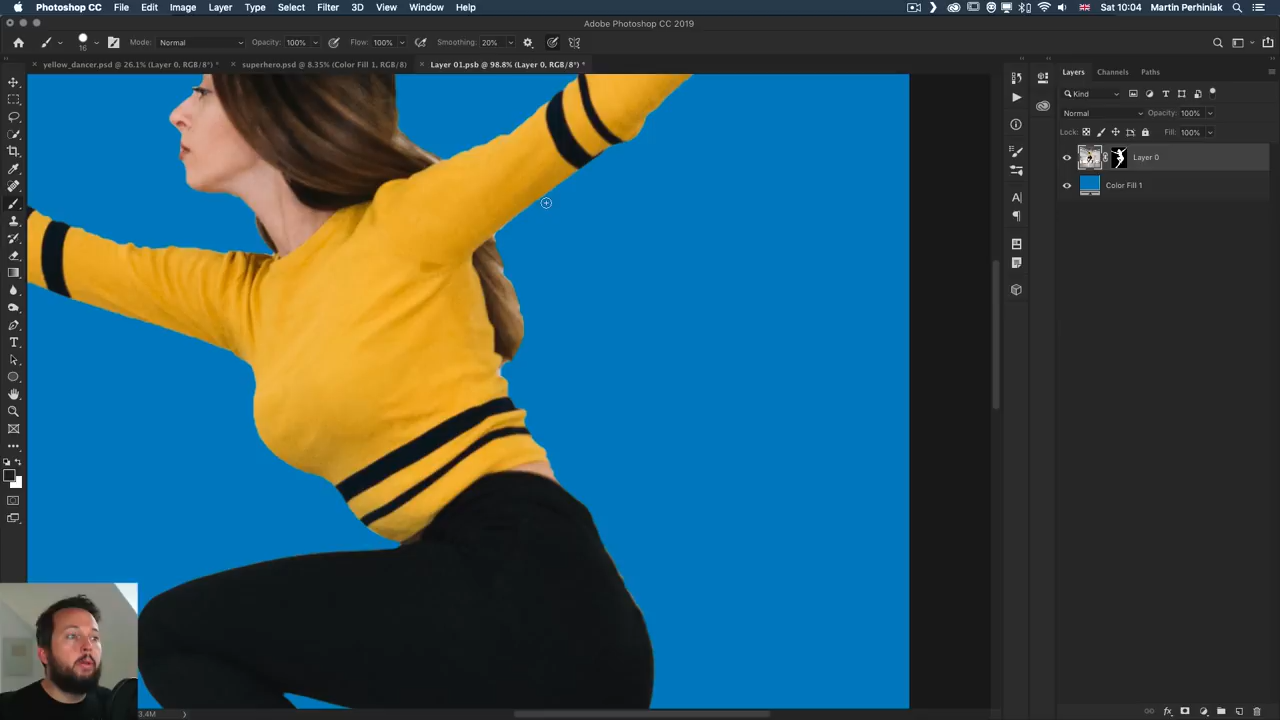 Photoshop CC File Edit Image Layer Type Select Filter 3D View Window Help Sat 10:04 Martin Perhiniak
Adobe Photoshop CC 2019
16 Mode: Normal Opacity: 100% Flow: 100% Smoothing: 20%
yellow_dancer.psd @ 26.1% (Layer 0, RGB/8*) * superhero.psd @ 8.35% (Color Fill 1, RGB/8) Layer 01.psb @ 98.8% (Layer 0, RGB/8*) *
Layers Channels Paths
Kind
Normal Opacity: 100%
Lock: Fill: 100%
Layer 0
Color Fill 1
3.4M